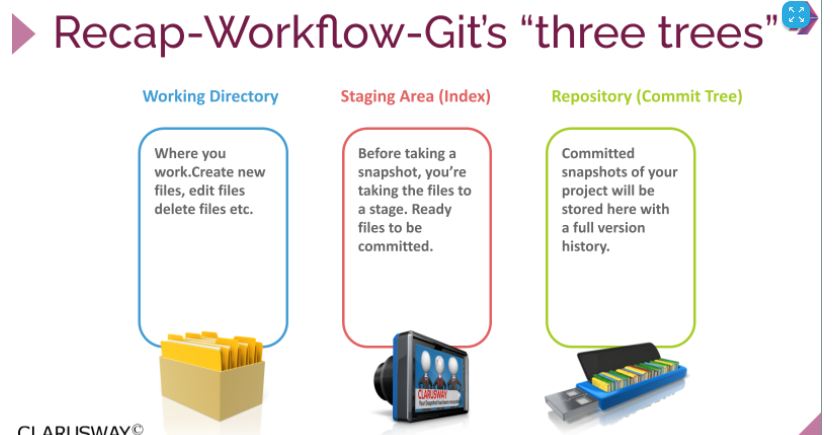 Recap-Workflow-Git's “three trees”
Working Directory
Staging Area (Index)
Repository (Commit Tree)
Where you
work.Create new
files, edit files
delete files etc.
Before taking a
snapshot, you're
taking the files to
a stage. Ready
files to be
committed.
Committed
snapshots of your
project will be
stored here with
a full version
history.
CLARUSWAY
CLARUSWAY©